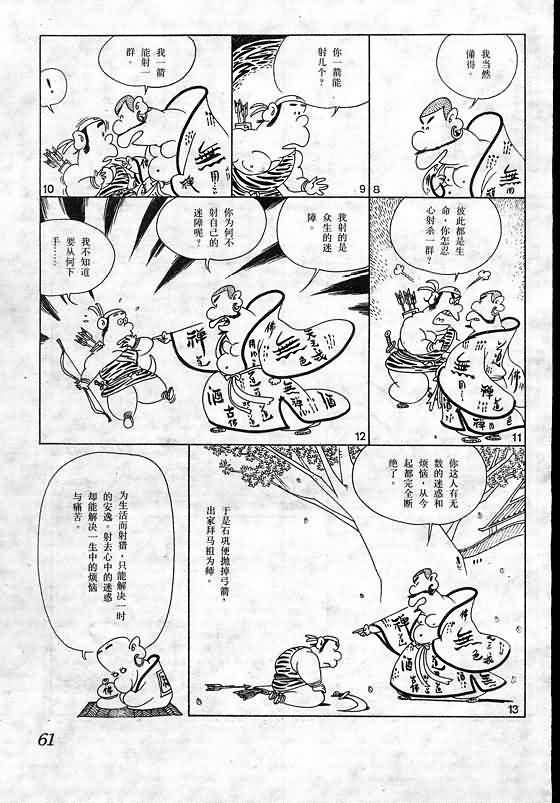 我当然
懂得。
8
你一箭能
射几个?
9
我一箭
能射一
群。
!
10
彼此都是生
命,你怎忍
心射杀一群?
11
我射的是
众生的迷
障。
你为何不
射自己的
迷障呢?
我不知道
要从何下
手……
12
你这人有无
数的迷惑和
烦恼,从今
起都完全断
绝了。
于是石巩便抛掉弓箭,
出家拜马祖为师。
13
为生活而射猎,只能解决一时
的安逸。射去心中的迷惑
却能解决一生中的烦恼
与痛苦。
61